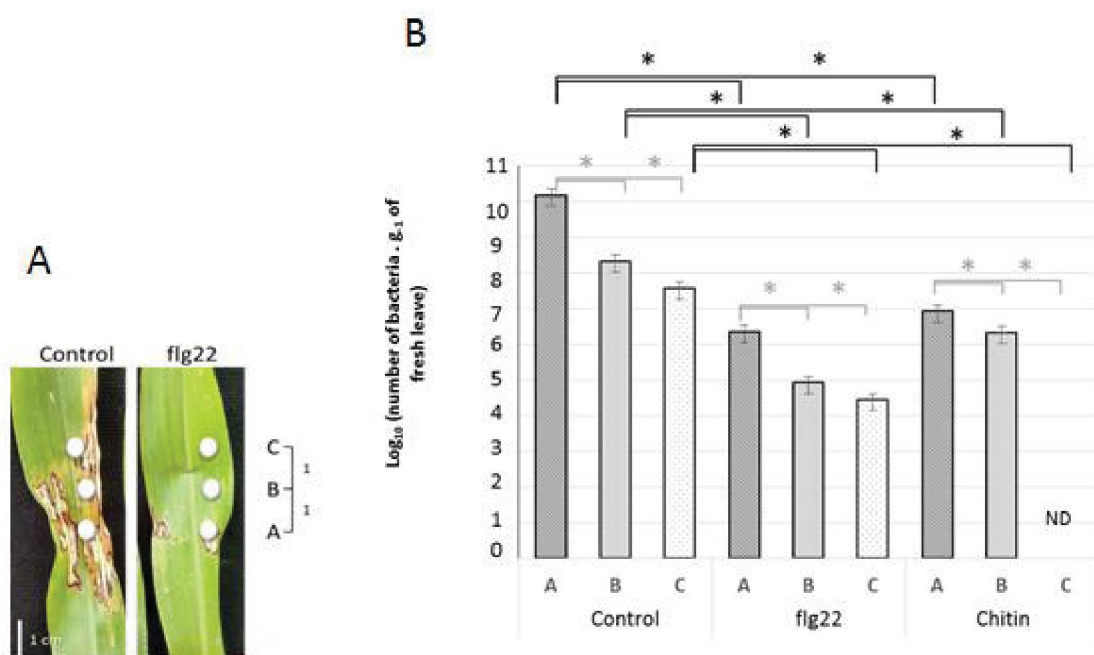 A
Control flg22
C
1
B
1
A
1 cm
B
* *
* *
* *
Log10 (number of bacteria . g-1 of
fresh leave)
11
10
9
8
7
6
5
4
3
2
1
0
* *
* *
* *
ND
A B C A B C A B C
Control flg22 Chitin